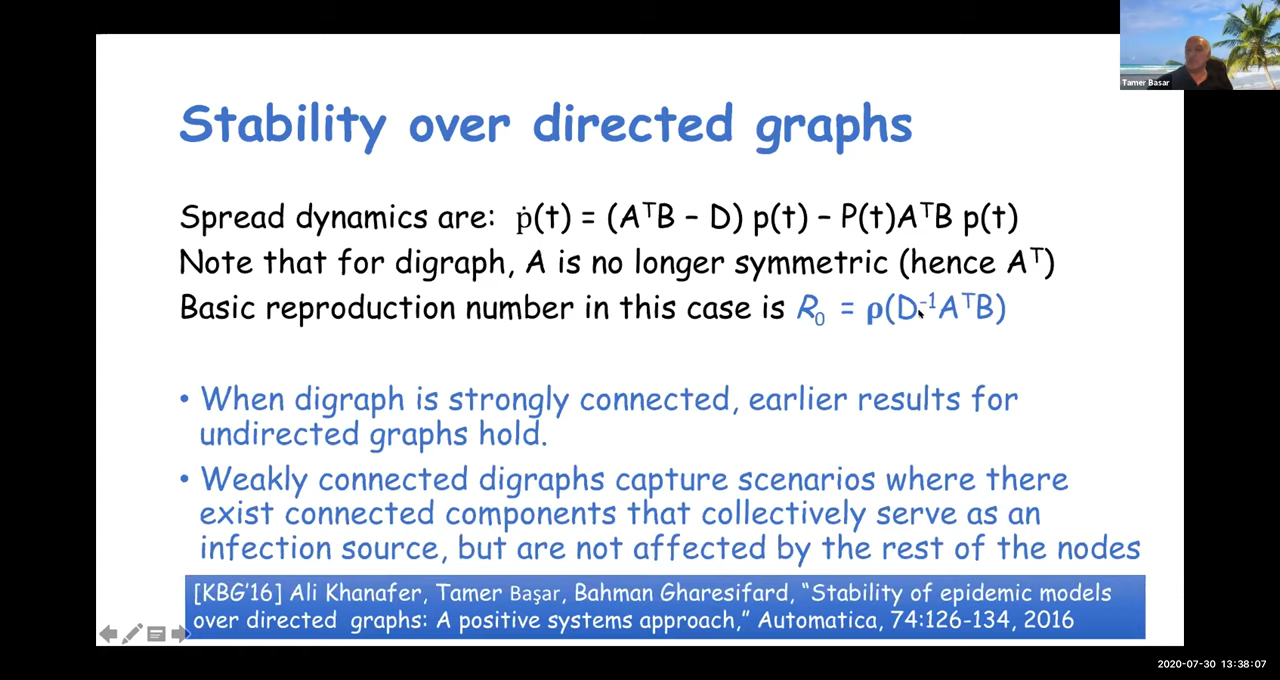 Tamer Basar
Stability over directed graphs
Spread dynamics are: ṗ(t) = (AᵀB – D) p(t) – P(t)AᵀB p(t)
Note that for digraph, A is no longer symmetric (hence Aᵀ)
Basic reproduction number in this case is R₀ = ρ(D⁻¹AᵀB)
• When digraph is strongly connected, earlier results for
undirected graphs hold.
• Weakly connected digraphs capture scenarios where there
exist connected components that collectively serve as an
infection source, but are not affected by the rest of the nodes
[KBG’16] Ali Khanafer, Tamer Başar, Bahman Gharesifard, “Stability of epidemic models
over directed graphs: A positive systems approach,” Automatica, 74:126-134, 2016
2020-07-30 13:38:07